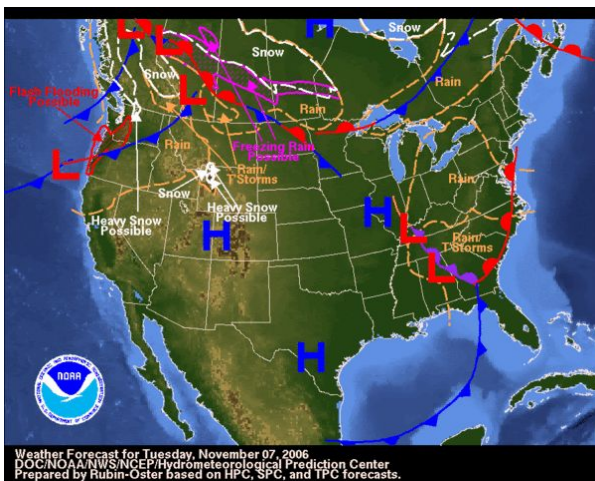 H
L
L
Snow
Snow
Snow
Rain
Flash Flooding
Possible
L
Rain
Freezing Rain
Possible
Rain
L
Rain/
T'Storms
Snow
Heavy Snow
Possible
Heavy Snow
Possible
H
Rain
H
L
Rain/
T'Storms
L
H
NOAA
Weather Forecast for Tuesday, November 07, 2006
DOC/NOAA/NWS/NCEP/Hydrometeorological Prediction Center
Prepared by Rubin-Oster based on HPC, SPC, and TPC forecasts.